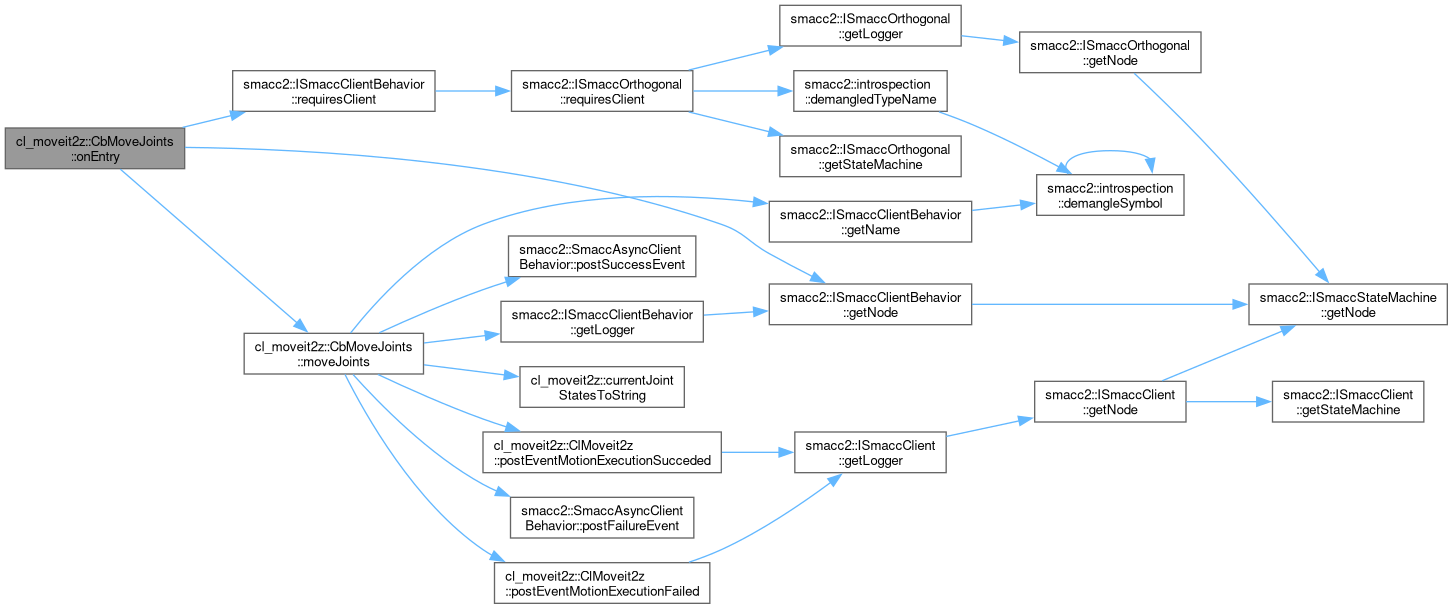 cl_moveit2z::CbMoveJoints
::onEntry
smacc2::ISmaccClientBehavior
::requiresClient
cl_moveit2z::CbMoveJoints
::moveJoints
smacc2::ISmaccOrthogonal
::requiresClient
smacc2::SmaccAsyncClient
Behavior::postSuccessEvent
smacc2::ISmaccClientBehavior
::getLogger
cl_moveit2z::currentJoint
StatesToString
cl_moveit2z::ClMoveit2z
::postEventMotionExecutionSucceded
smacc2::SmaccAsyncClient
Behavior::postFailureEvent
cl_moveit2z::ClMoveit2z
::postEventMotionExecutionFailed
smacc2::ISmaccOrthogonal
::getLogger
smacc2::introspection
::demangledTypeName
smacc2::ISmaccOrthogonal
::getStateMachine
smacc2::ISmaccClientBehavior
::getName
smacc2::ISmaccClientBehavior
::getNode
smacc2::ISmaccClient
::getLogger
smacc2::ISmaccOrthogonal
::getNode
smacc2::introspection
::demangleSymbol
smacc2::ISmaccClient
::getNode
smacc2::ISmaccStateMachine
::getNode
smacc2::ISmaccClient
::getStateMachine